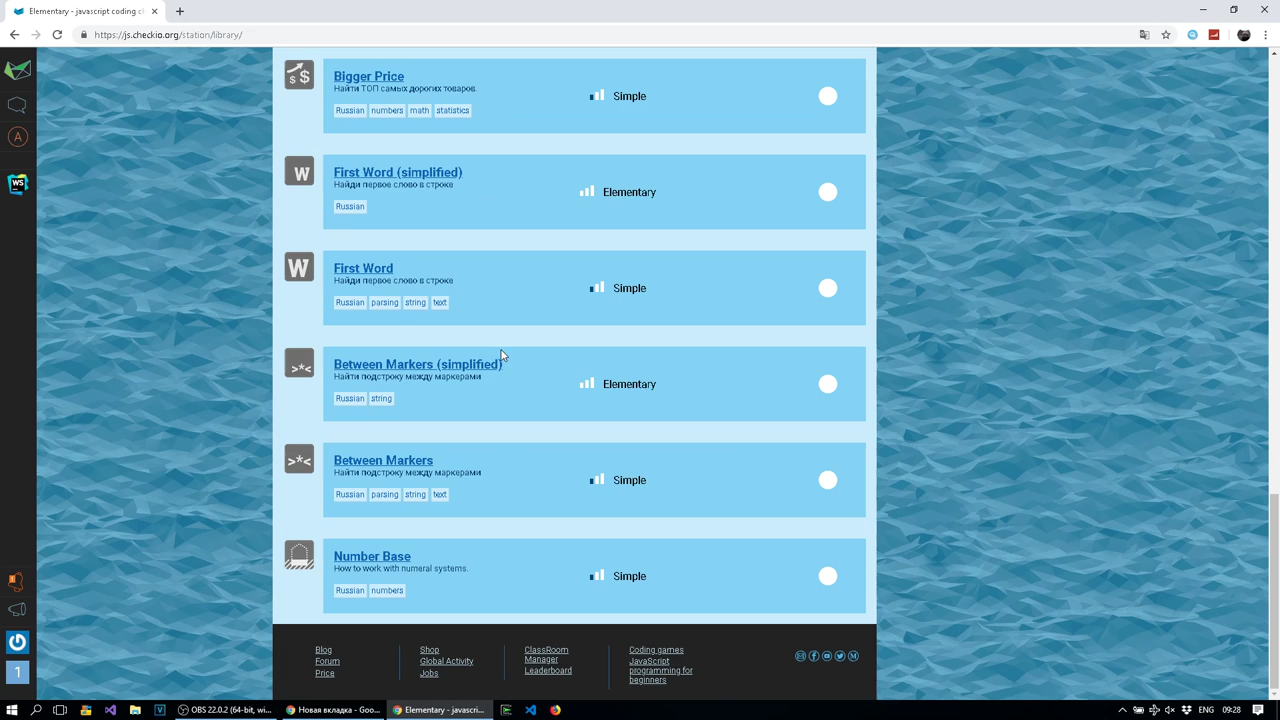 Elementary - javascript coding c
https://js.checkio.org/station/library/
Bigger Price
Найти ТОП самых дорогих товаров.
Russian numbers math statistics
Simple
W
First Word (simplified)
Найди первое слово в строке
Russian
Elementary
W
First Word
Найди первое слово в строке
Russian parsing string text
Simple
>*<
Between Markers (simplified)
Найти подстроку между маркерами
Russian string
Elementary
>*<
Between Markers
Найти подстроку между маркерами
Russian parsing string text
Simple
Number Base
How to work with numeral systems.
Russian numbers
Simple
Blog
Forum
Price
Shop
Global Activity
Jobs
ClassRoom
Manager
Leaderboard
Coding games
JavaScript
programming for
beginners
A
WS
1
OBS 22.0.2 (64-bit, wi...
Новая вкладка - Goo...
Elementary - javascri...
ENG
09:28